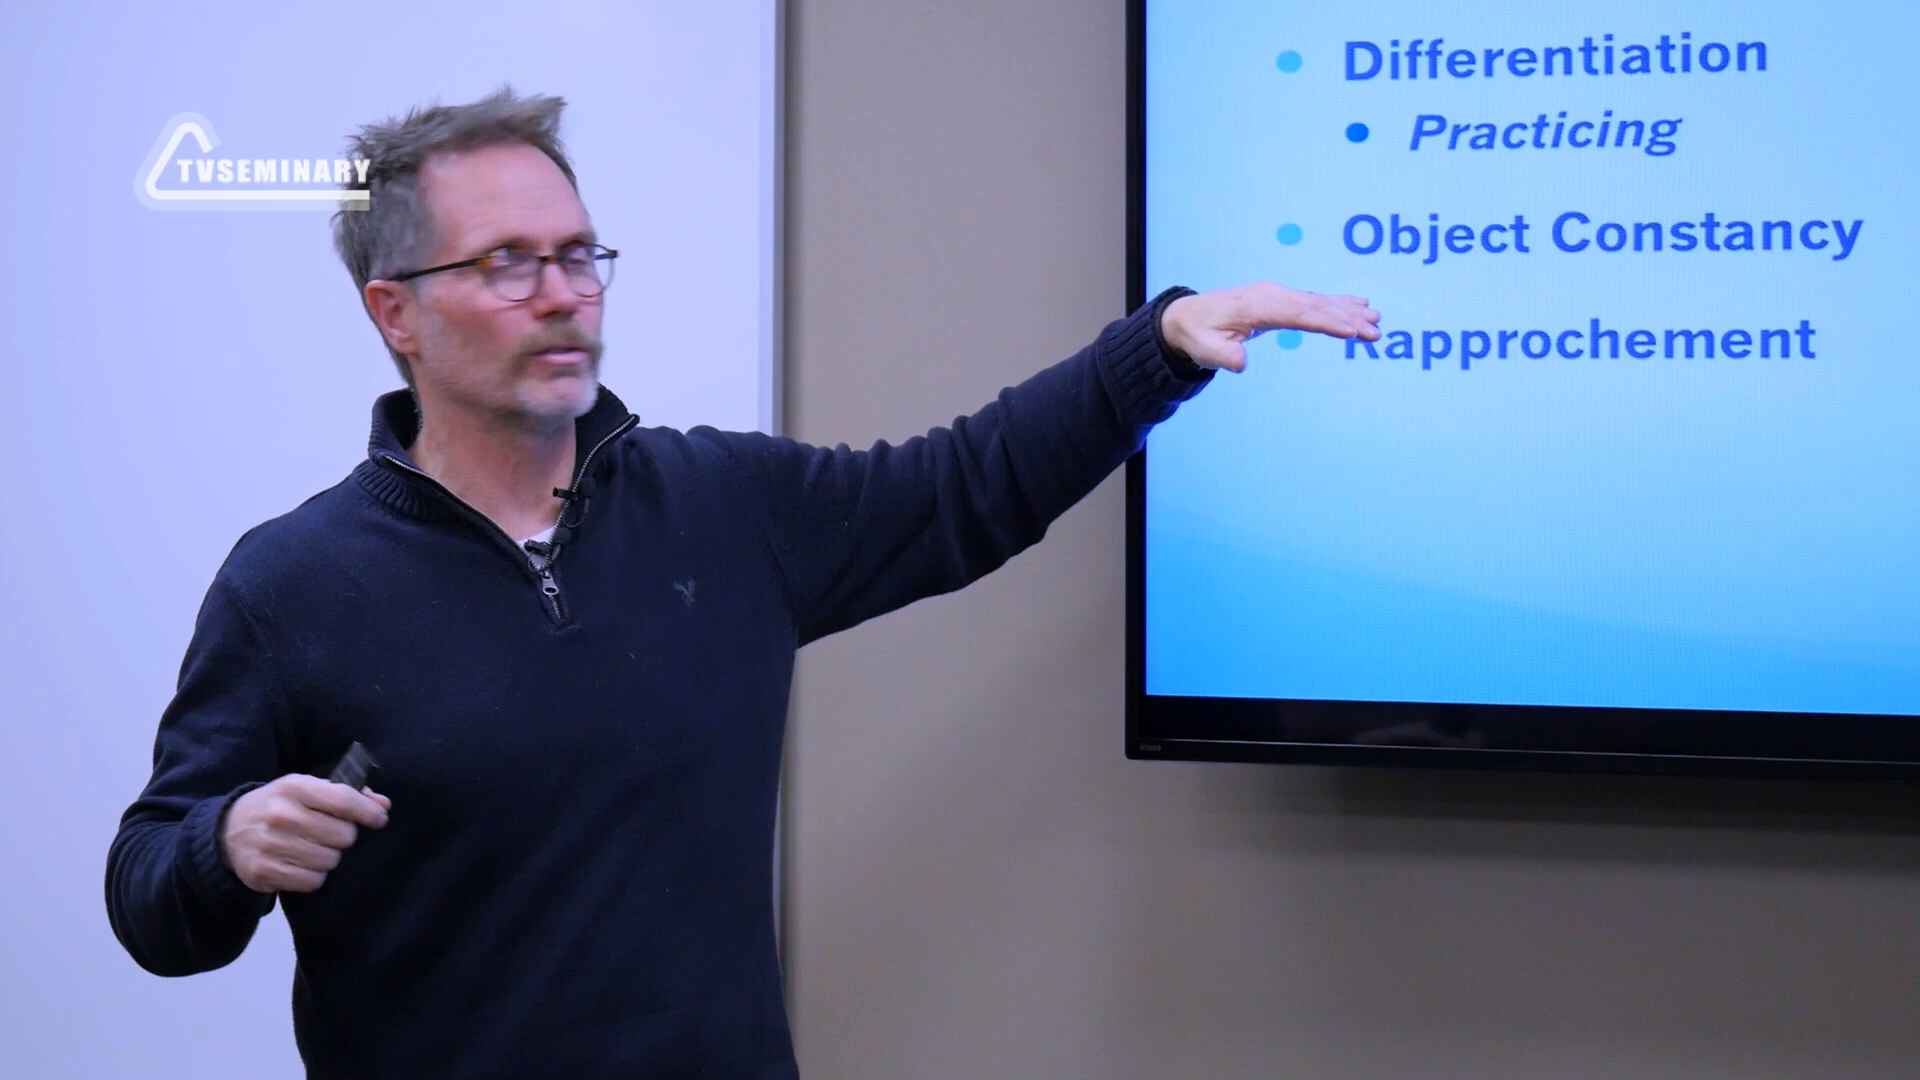 TVSEMINARY
Differentiation
Practicing
Object Constancy
Rapprochement